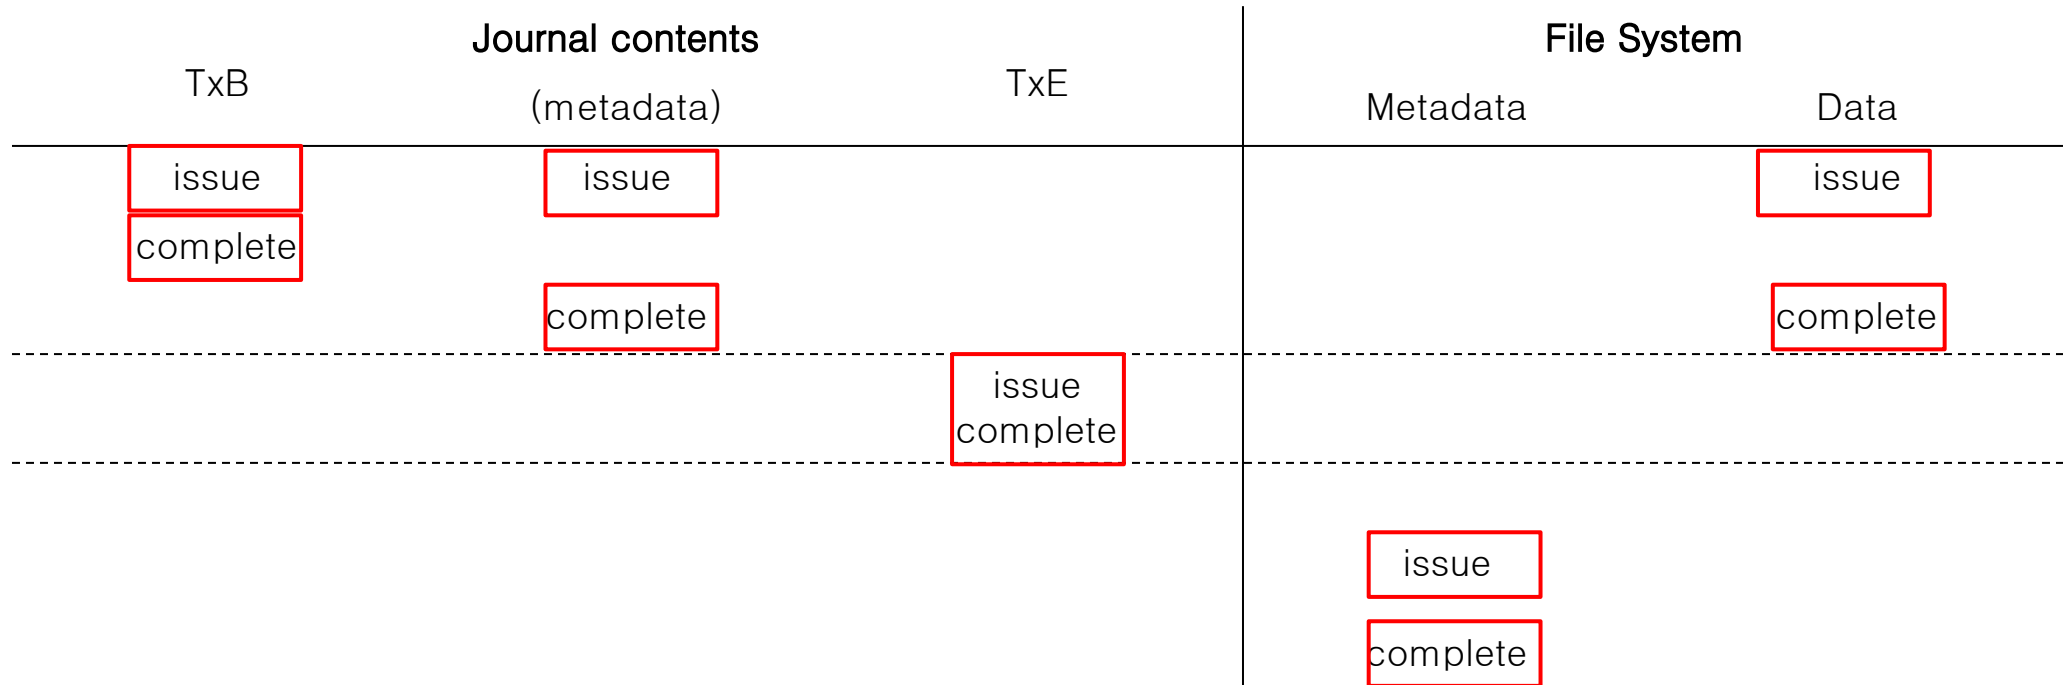 Journal contents File System
TxB (metadata) TxE Metadata Data
issue issue issue
complete
complete complete
issue
complete
issue
complete